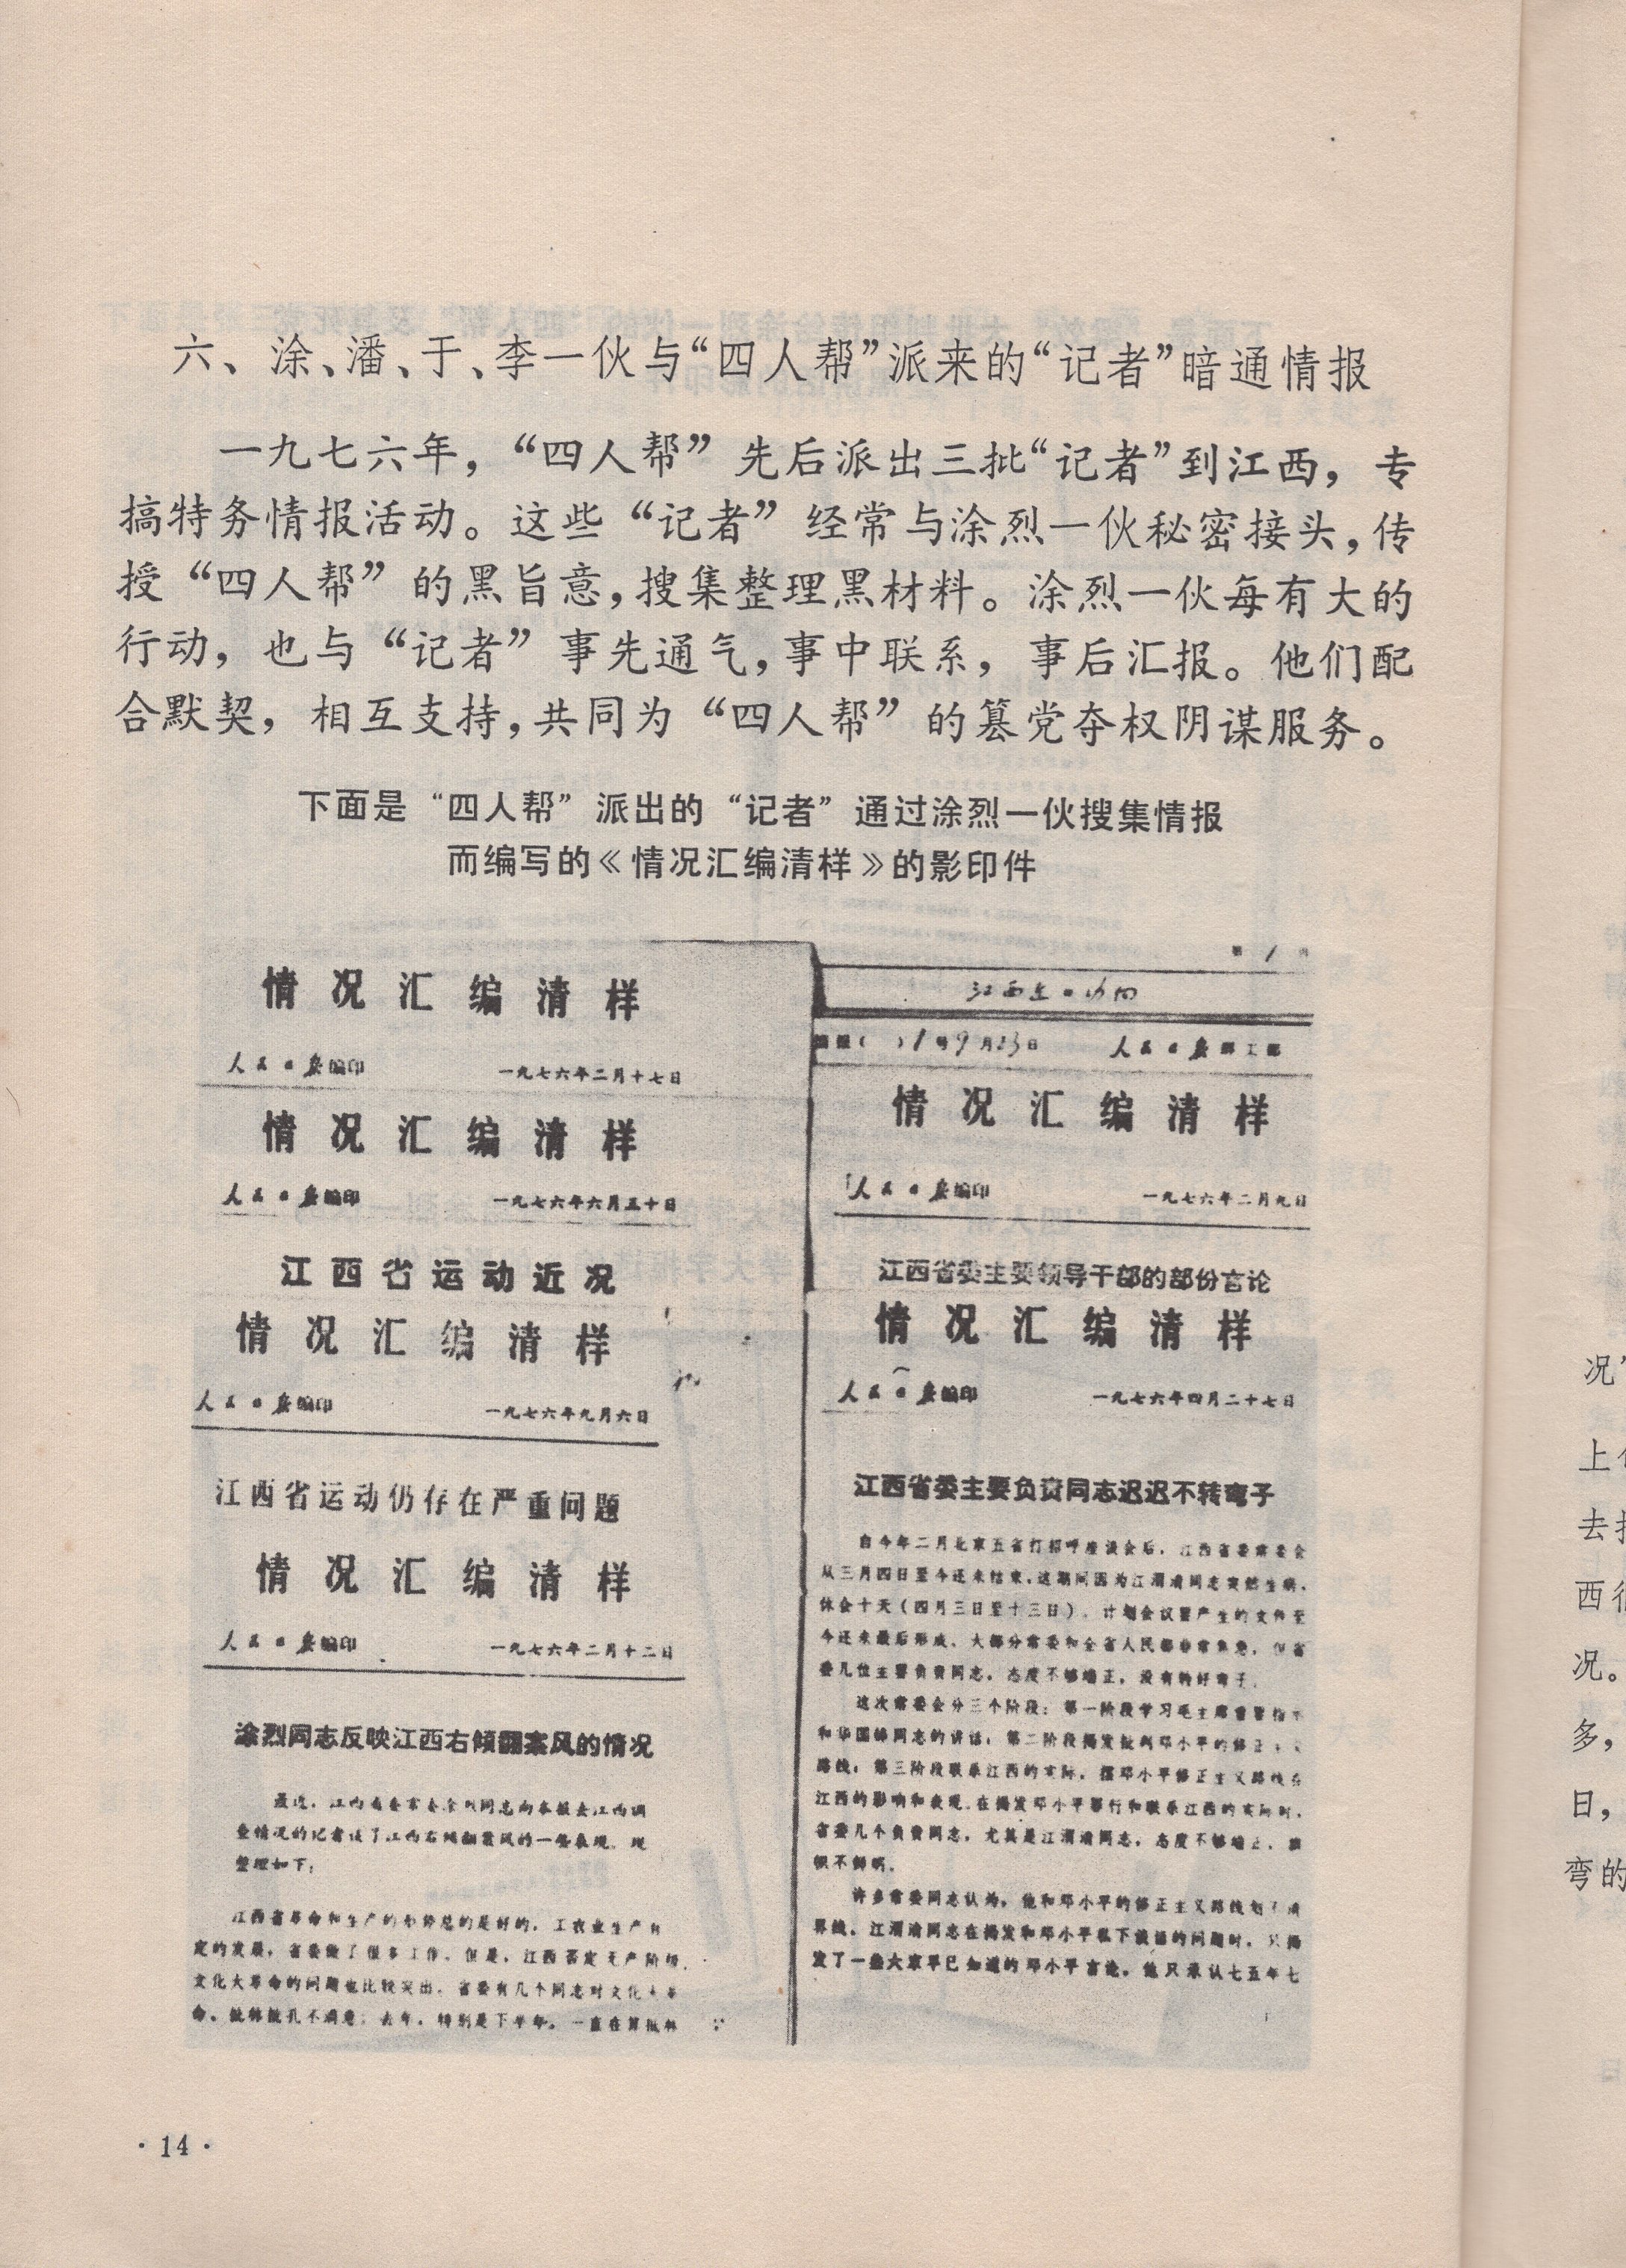 六、涂、潘、于、李一伙与“四人帮”派来的“记者”暗通情报
一九七六年，“四人帮”先后派出三批“记者”到江西，专
搞特务情报活动。这些“记者”经常与涂烈一伙秘密接头，传
授“四人帮”的黑旨意，搜集整理黑材料。涂烈一伙每有大的
行动，也与“记者”事先通气，事中联系，事后汇报。他们配
合默契，相互支持，共同为“四人帮”的篡党夺权阴谋服务。
下面是“四人帮”派出的“记者”通过涂烈一伙搜集情报
而编写的《情况汇编清样》的影印件
情况汇编清样
人民日报编印 一九七六年二月十七日
情况汇编清样
人民日报编印 一九七六年六月五十日
江西省运动近况
情况汇编清样
人民日报编印 一九七六年九月六日
江西省运动仍存在严重问题
情况汇编清样
人民日报编印 一九七六年二月十二日
涂烈同志反映江西右倾翻案风的情况
最近，江西省委常委涂烈同志向本报去江西调
查情况的记者谈了江西右倾翻案风的一些表现，现
整理如下：
江西省革命和生产的形势总的是好的，工农业生产有
定的发展，省委做了很多工作。但是，江西否定无产阶级
文化大革命的问题也比较突出，省委有几个同志对文化大革
命，批林批孔不满意；去年，特别是下半年，一直在算批林
第1
江西
9月23日 人民日报
情况汇编清样
人民日报编印 一九七六年二月九日
江西省委主要领导干部的部份言论
情况汇编清样
人民日报编印 一九七六年四月二十七日
江西省委主要负责同志迟迟不转弯子
自今年二月北京五省打招呼座谈会后，江西省委常委会
从三月四日至今还未结束，这期间因为江渭清同志突然生病，
休会十天（四月三日至十三日），计划会议要产生的文件至
今还未最后形成。大部分常委和全省人民都非常焦急，但省
委几位主要负责同志，态度不够端正，没有转好弯子。
这次常委会分三个阶段：第一阶段学习毛主席重要指示
和华国锋同志的讲话；第二阶段揭发批判邓小平的修正主义
路线；第三阶段联系江西的实际，摆邓小平修正主义路线在
江西的影响和表现。在揭发邓小平罪行和联系江西的实际时，
省委几个负责同志，尤其是江渭清同志，态度不够端正，旗
帜不鲜明。
许多常委同志认为，他和邓小平的修正主义路线划不清
界线。江渭清同志在揭发和邓小平私下谈话的问题时，只揭
发了一些大家早已知道的邓小平言论。他只承认七五年七
·14·
况”
上
去
西
况。
多，
日，
弯的